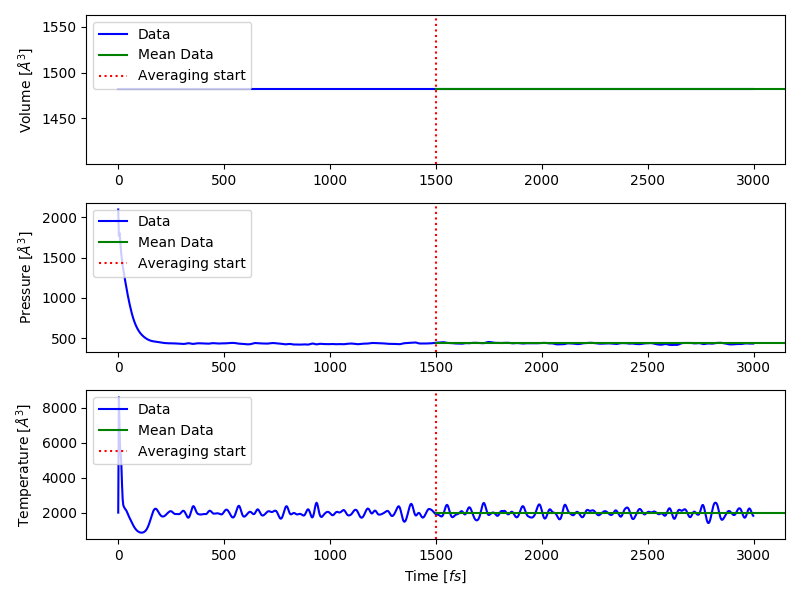 Volume [Å³]
1550
1500
1450
Data
Mean Data
Averaging start
0 500 1000 1500 2000 2500 3000
Pressure [Å³]
2000
1500
1000
500
Data
Mean Data
Averaging start
0 500 1000 1500 2000 2500 3000
Temperature [Å³]
8000
6000
4000
2000
Data
Mean Data
Averaging start
0 500 1000 1500 2000 2500 3000
Time [fs]